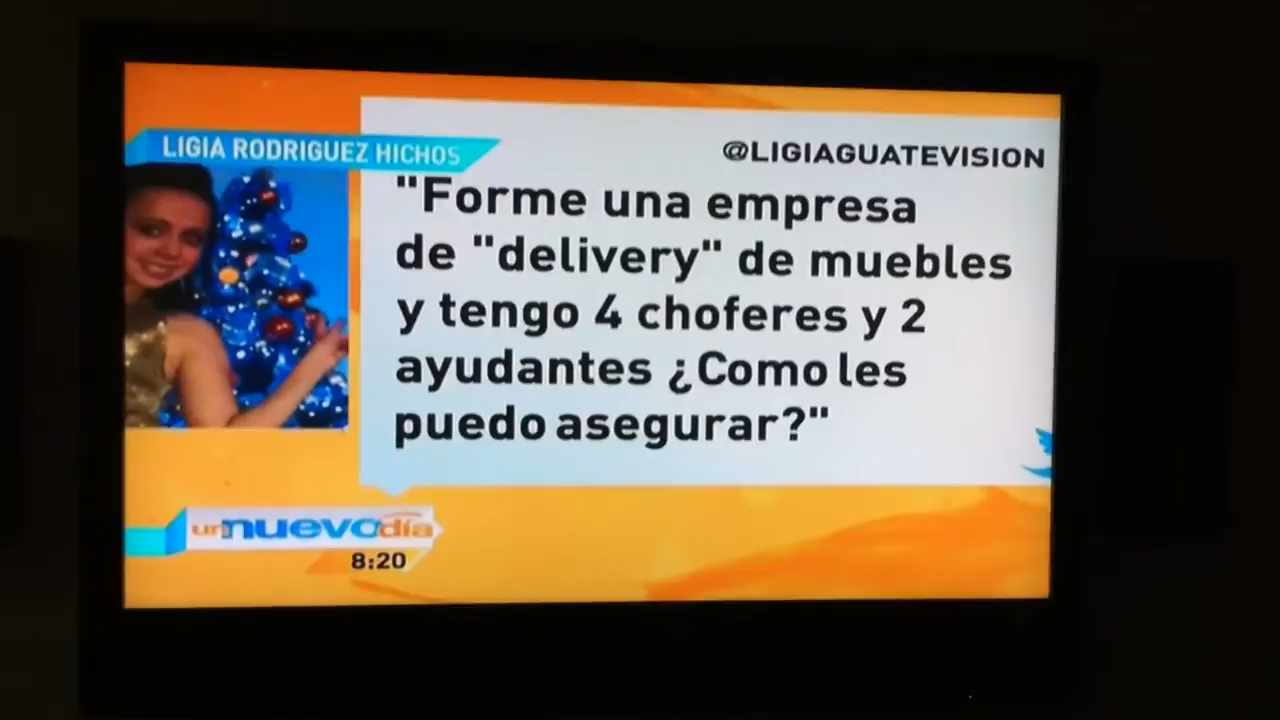 LIGIA RODRIGUEZ HICHOS
@LIGIAGUATEVISION
"Forme una empresa
de "delivery" de muebles
y tengo 4 choferes y 2
ayudantes ¿Como les
puedo asegurar?"
un nuevo día
8:20